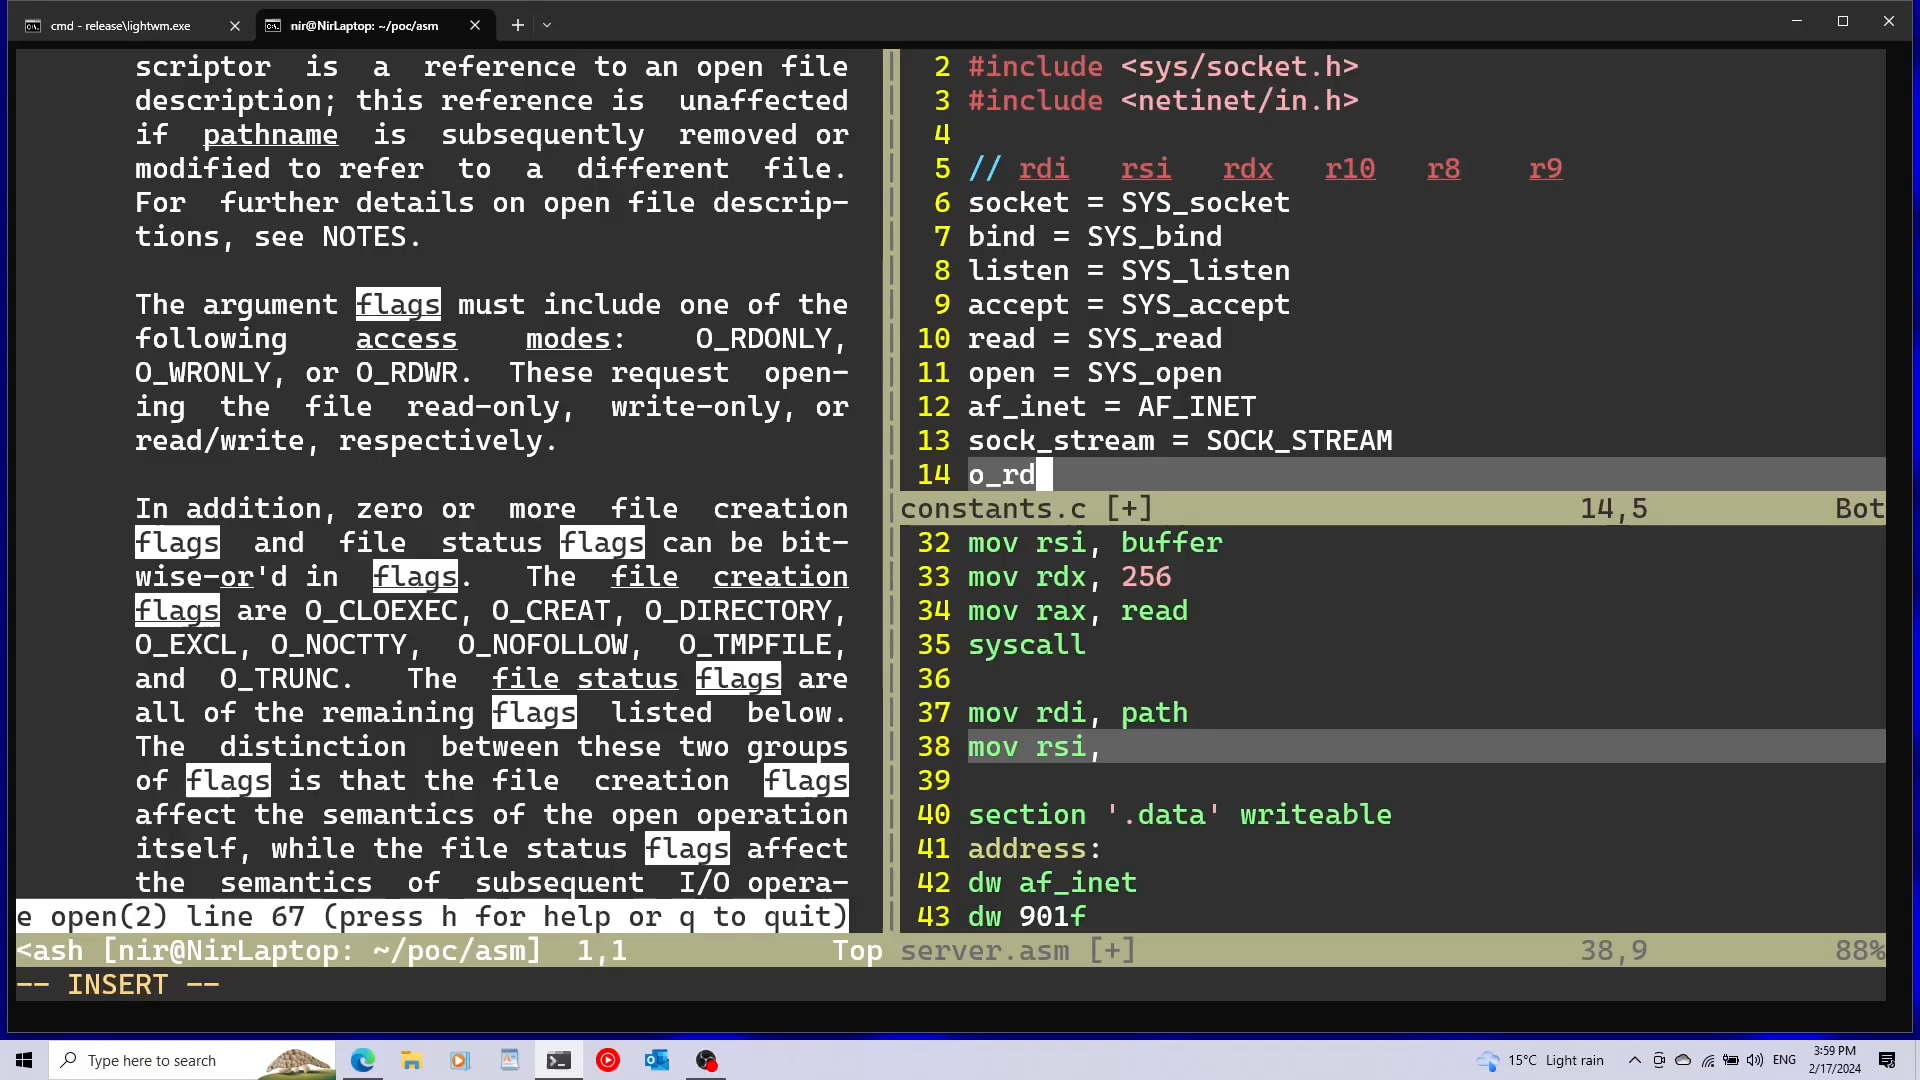 cmd - release\lightwm.exe
nir@NirLaptop: ~/poc/asm
scriptor is a reference to an open file
description; this reference is unaffected
if pathname is subsequently removed or
modified to refer to a different file.
For further details on open file descrip-
tions, see NOTES.
The argument flags must include one of the
following access modes: O_RDONLY,
O_WRONLY, or O_RDWR. These request open-
ing the file read-only, write-only, or
read/write, respectively.
In addition, zero or more file creation
flags and file status flags can be bit-
wise-or'd in flags. The file creation
flags are O_CLOEXEC, O_CREAT, O_DIRECTORY,
O_EXCL, O_NOCTTY, O_NOFOLLOW, O_TMPFILE,
and O_TRUNC. The file status flags are
all of the remaining flags listed below.
The distinction between these two groups
of flags is that the file creation flags
affect the semantics of the open operation
itself, while the file status flags affect
the semantics of subsequent I/O opera-
e open(2) line 67 (press h for help or q to quit)
<ash [nir@NirLaptop: ~/poc/asm] 1,1 Top
-- INSERT --
2 #include <sys/socket.h>
3 #include <netinet/in.h>
4
5 // rdi rsi rdx r10 r8 r9
6 socket = SYS_socket
7 bind = SYS_bind
8 listen = SYS_listen
9 accept = SYS_accept
10 read = SYS_read
11 open = SYS_open
12 af_inet = AF_INET
13 sock_stream = SOCK_STREAM
14 o_rd
constants.c [+] 14,5 Bot
32 mov rsi, buffer
33 mov rdx, 256
34 mov rax, read
35 syscall
36
37 mov rdi, path
38 mov rsi,
39
40 section '.data' writeable
41 address:
42 dw af_inet
43 dw 901f
server.asm [+] 38,9 88%
Type here to search
15°C Light rain
ENG
3:59 PM
2/17/2024